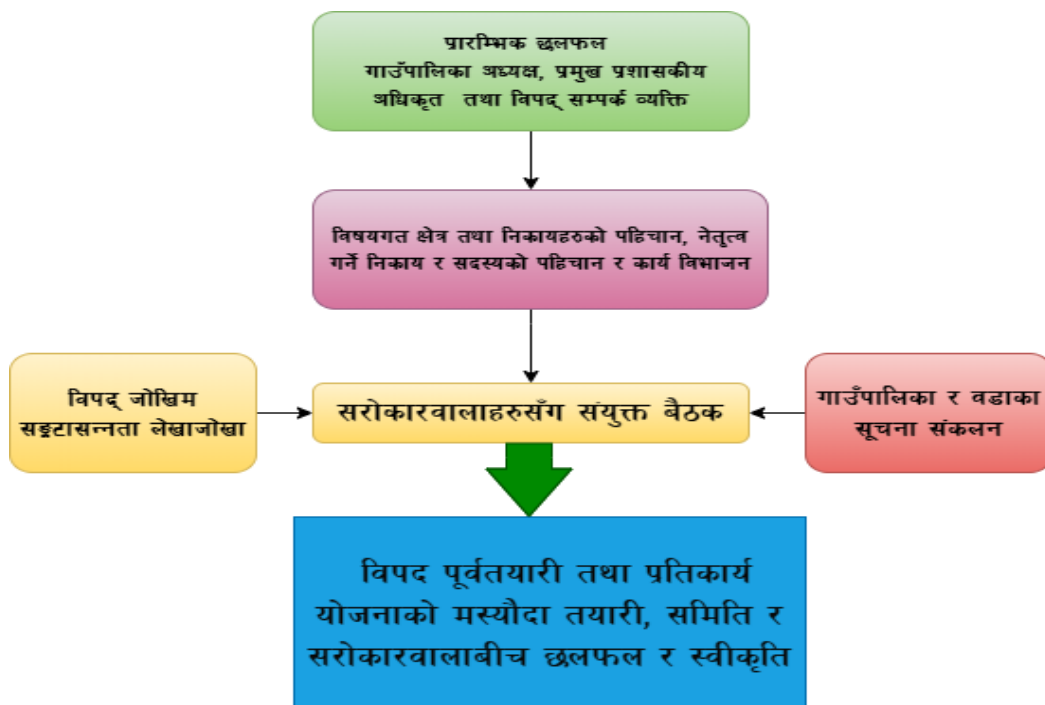 प्रारम्भिक छलफल
गाउँपालिका अध्यक्ष, प्रमुख प्रशासकीय
अधिकृत तथा विपद् सम्पर्क व्यक्ति
विषयगत क्षेत्र तथा निकायहरुको पहिचान, नेतृत्व
गर्ने निकाय र सदस्यको पहिचान र कार्य विभाजन
विपद् जोखिम
सङ्कटासन्नता लेखाजोखा
सरोकारवालाहरुसँग संयुक्त बैठक
गाउँपालिका र वडाका
सूचना संकलन
विपद पूर्वतयारी तथा प्रतिकार्य
योजनाको मस्यौदा तयारी, समिति र
सरोकारवालाबीच छलफल र स्वीकृति